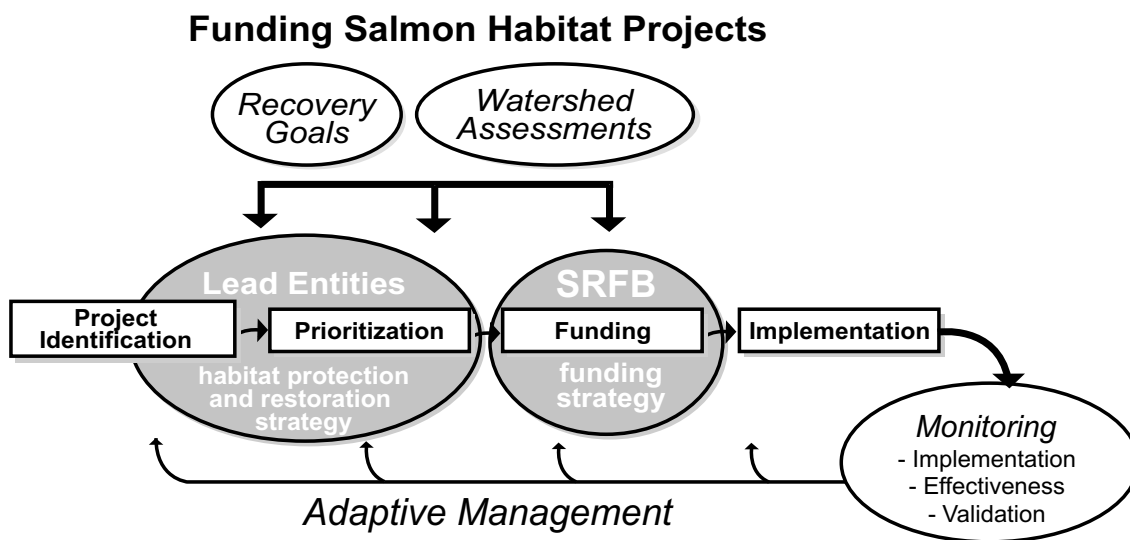 Funding Salmon Habitat Projects
Recovery
Goals
Watershed
Assessments
Lead Entities
SRFB
Project
Identification
Prioritization
Funding
Implementation
habitat protection
and restoration
strategy
funding
strategy
Monitoring
- Implementation
- Effectiveness
- Validation
Adaptive Management